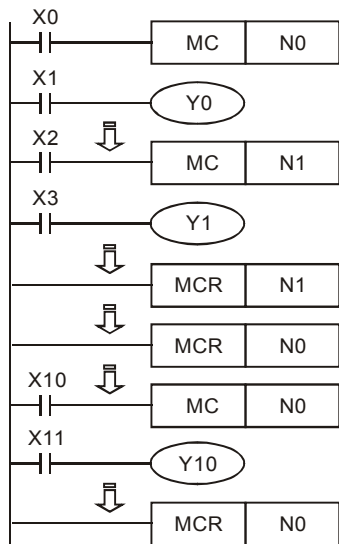 X0
MC N0
X1
Y0
X2
MC N1
X3
Y1
MCR N1
MCR N0
X10
MC N0
X11
Y10
MCR N0